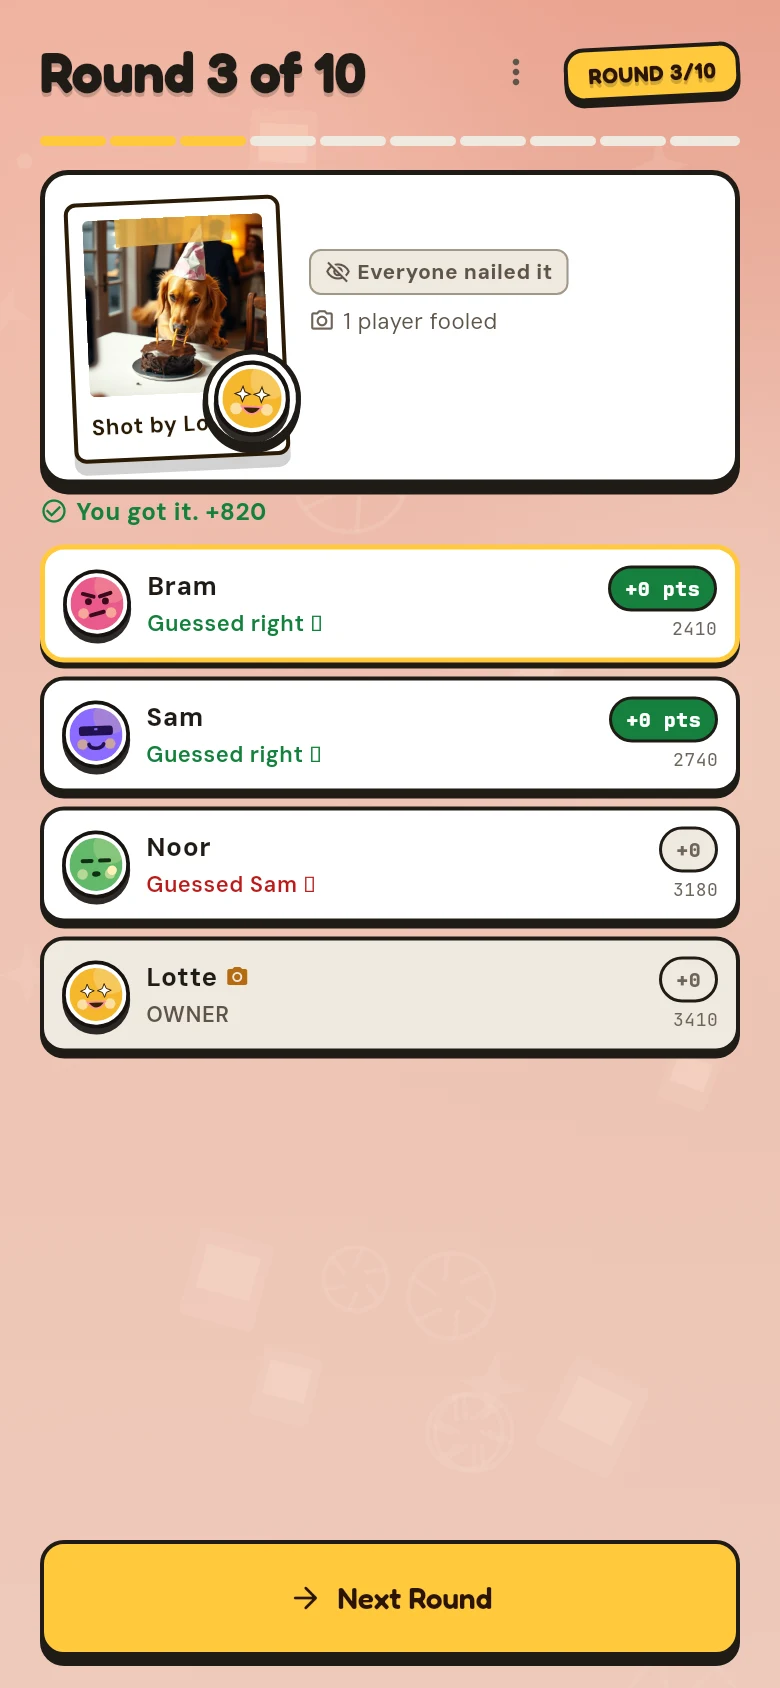 Round 3 of 10
ROUND 3/10
Everyone nailed it
1 player fooled
Shot by Lo
You got it. +820
Bram
Guessed right
+0 pts
2410
Sam
Guessed right
+0 pts
2740
Noor
Guessed Sam
+0
3180
Lotte
OWNER
+0
3410
Next Round